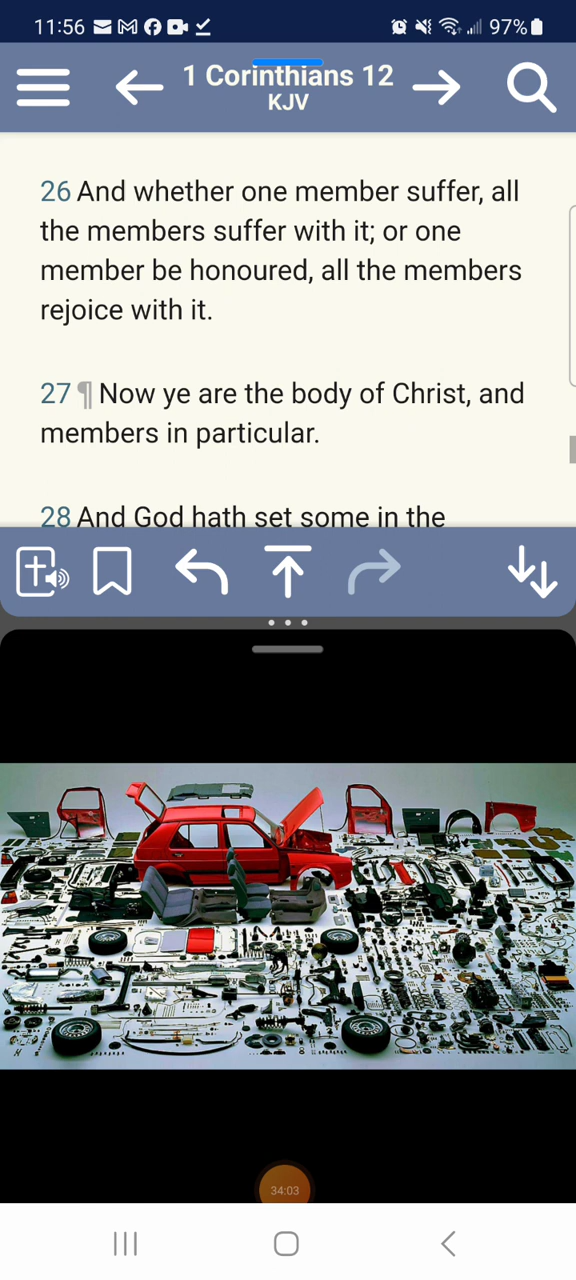 11:56 97%
1 Corinthians 12
KJV
26 And whether one member suffer, all
the members suffer with it; or one
member be honoured, all the members
rejoice with it.
27 ¶ Now ye are the body of Christ, and
members in particular.
28 And God hath set some in the
34:03